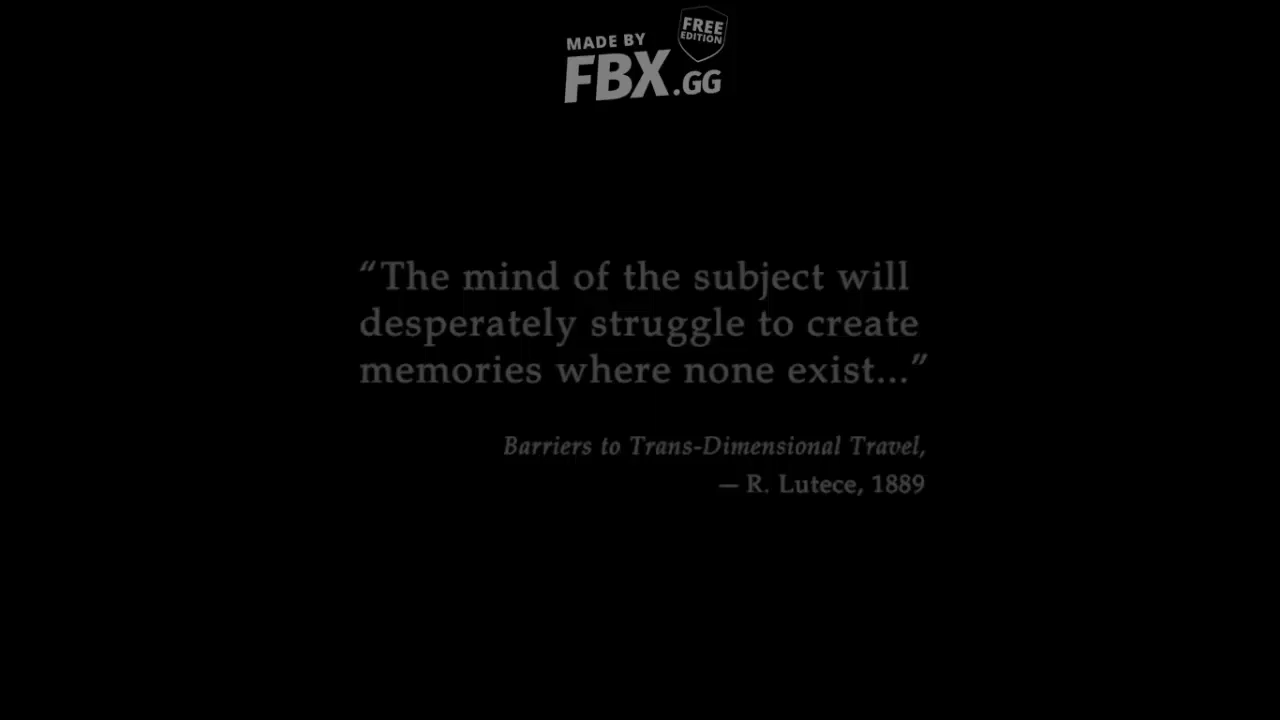 FREE
EDITION
MADE BY
FBX.GG
“The mind of the subject will
desperately struggle to create
memories where none exist...”
Barriers to Trans-Dimensional Travel,
— R. Lutece, 1889